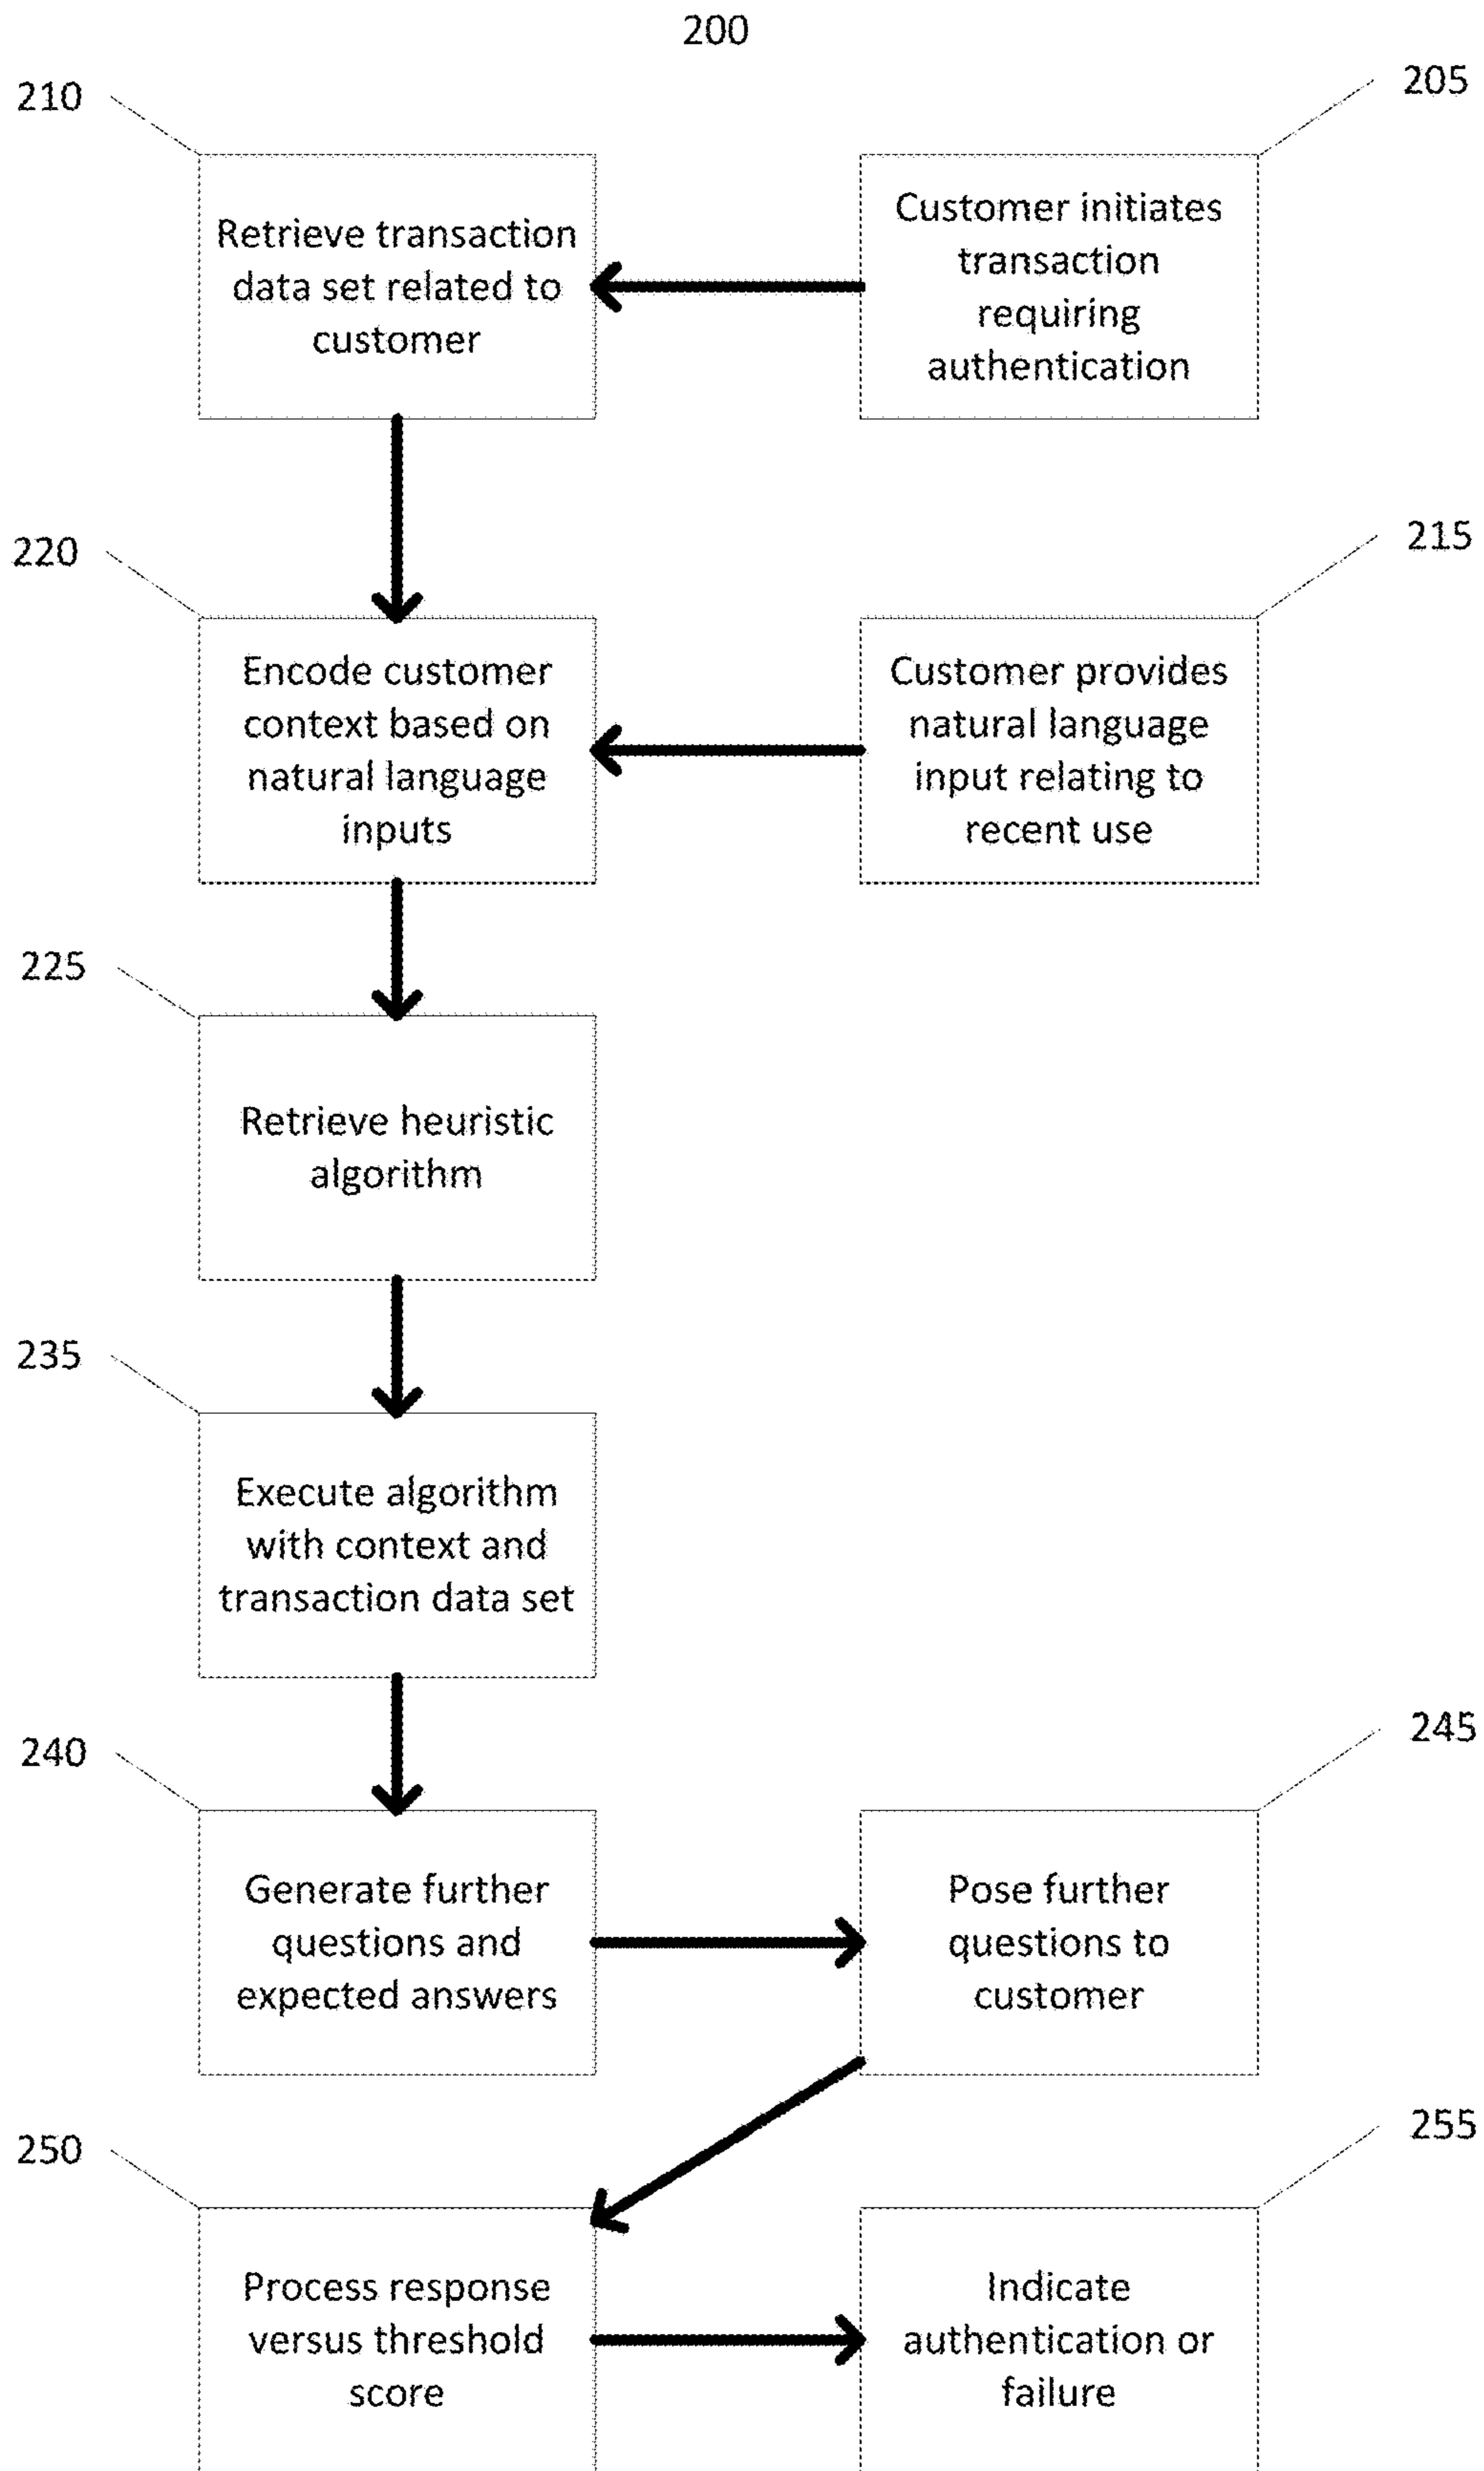 200
210
205
Retrieve transaction
data set related to
customer
Customer initiates
transaction
requiring
authentication
220
215
Encode customer
context based on
natural language
inputs
Customer provides
natural language
input relating to
recent use
225
Retrieve heuristic
algorithm
235
Execute algorithm
with context and
transaction data set
240
245
Generate further
questions and
expected answers
Pose further
questions to
customer
250
255
Process response
versus threshold
score
Indicate
authentication or
failure